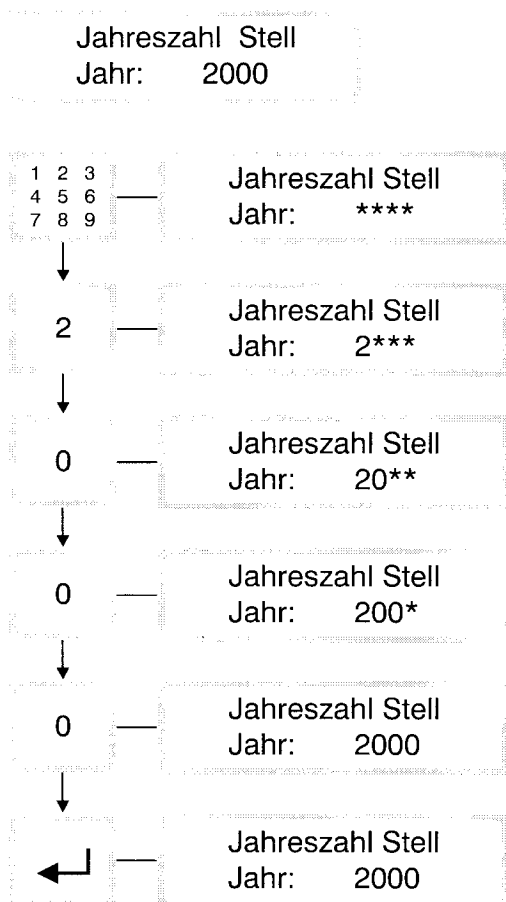 Jahreszahl Stell
Jahr: 2000
1 2 3
4 5 6
7 8 9
Jahreszahl Stell
Jahr: ****
2
Jahreszahl Stell
Jahr: 2***
0
Jahreszahl Stell
Jahr: 20**
0
Jahreszahl Stell
Jahr: 200*
0
Jahreszahl Stell
Jahr: 2000
Jahreszahl Stell
Jahr: 2000